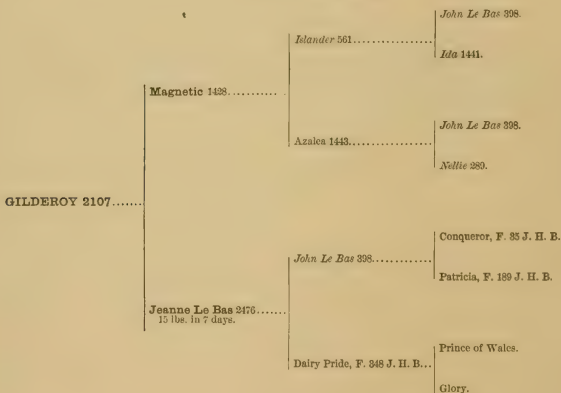 John Le Bas 398.
Islander 561..............
Ida 1441.
Magnetic 1428..........
John Le Bas 398.
Azalea 1443..............
Nellie 289.
GILDEROY 2107......
Conqueror, F. 85 J. H. B.
John Le Bas 398............
Patricia, F. 189 J. H. B.
Jeanne Le Bas 2476......
15 lbs. in 7 days.
Prince of Wales.
Dairy Pride, F. 348 J. H. B...
Glory.